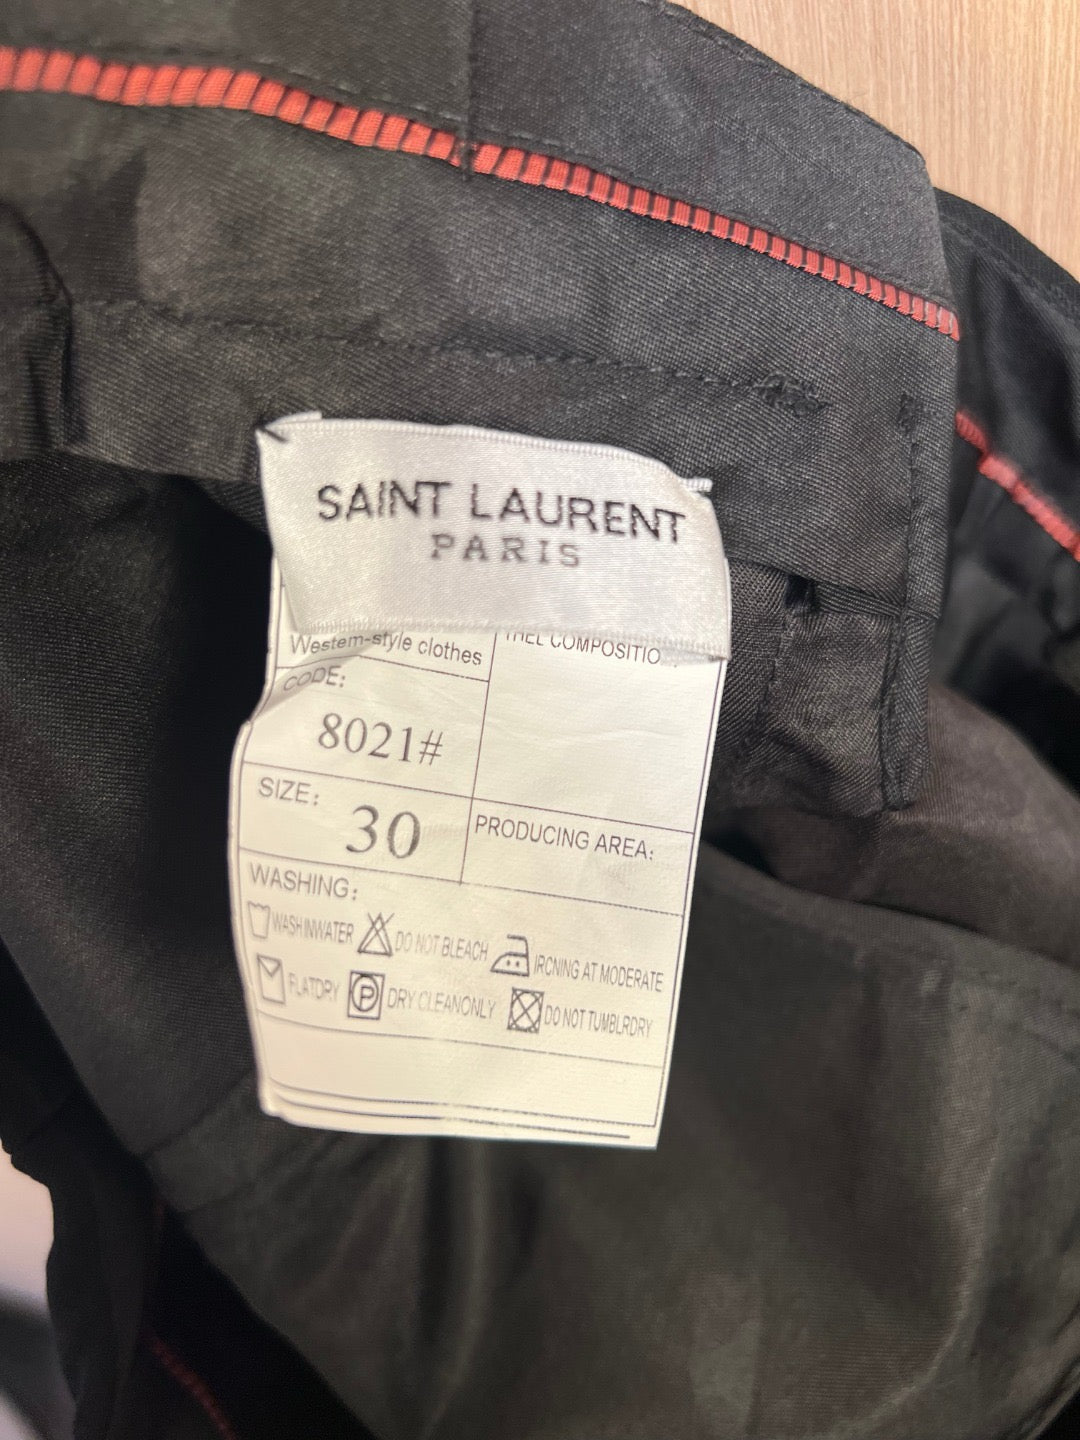 SAINT LAURENT
PARIS
Western-style clothes
THEL COMPOSITIO
CODE:
8021#
SIZE:
30
PRODUCING AREA:
WASHING:
WASH INWATER
DO NOT BLEACH
IRCNING AT MODERATE
FLATDRY
P
DRY CLEANONLY
DO NOT TUMBLRDRY